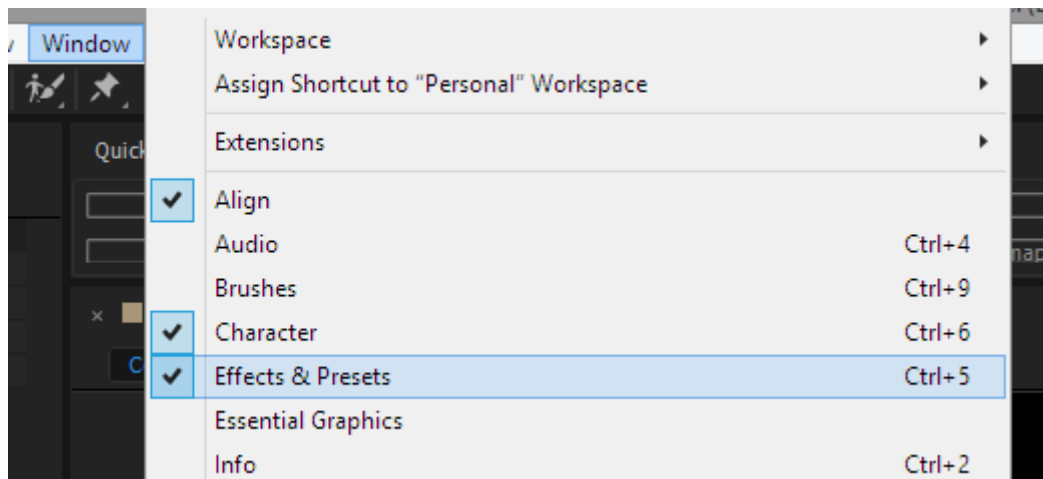 Window
Workspace
Assign Shortcut to “Personal” Workspace
Extensions
Align
Audio Ctrl+4
Brushes Ctrl+9
Character Ctrl+6
Effects & Presets Ctrl+5
Essential Graphics
Info Ctrl+2